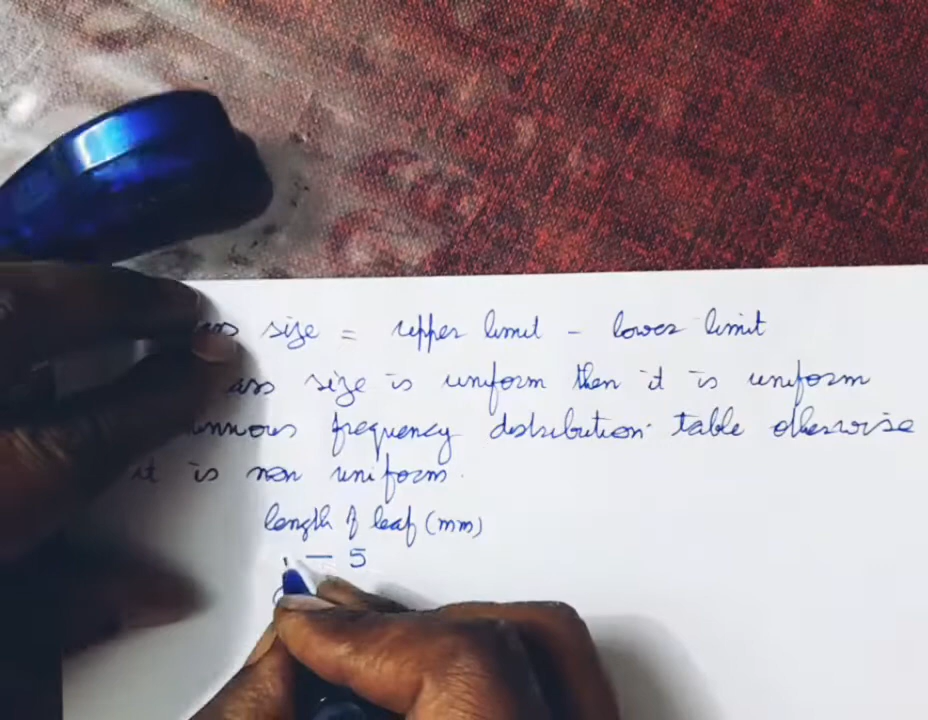 size = upper limit - lower limit
size is uniform then it is uniform
frequency distribution table otherwise
it is non uniform.
length of leaf (mm)
— 5